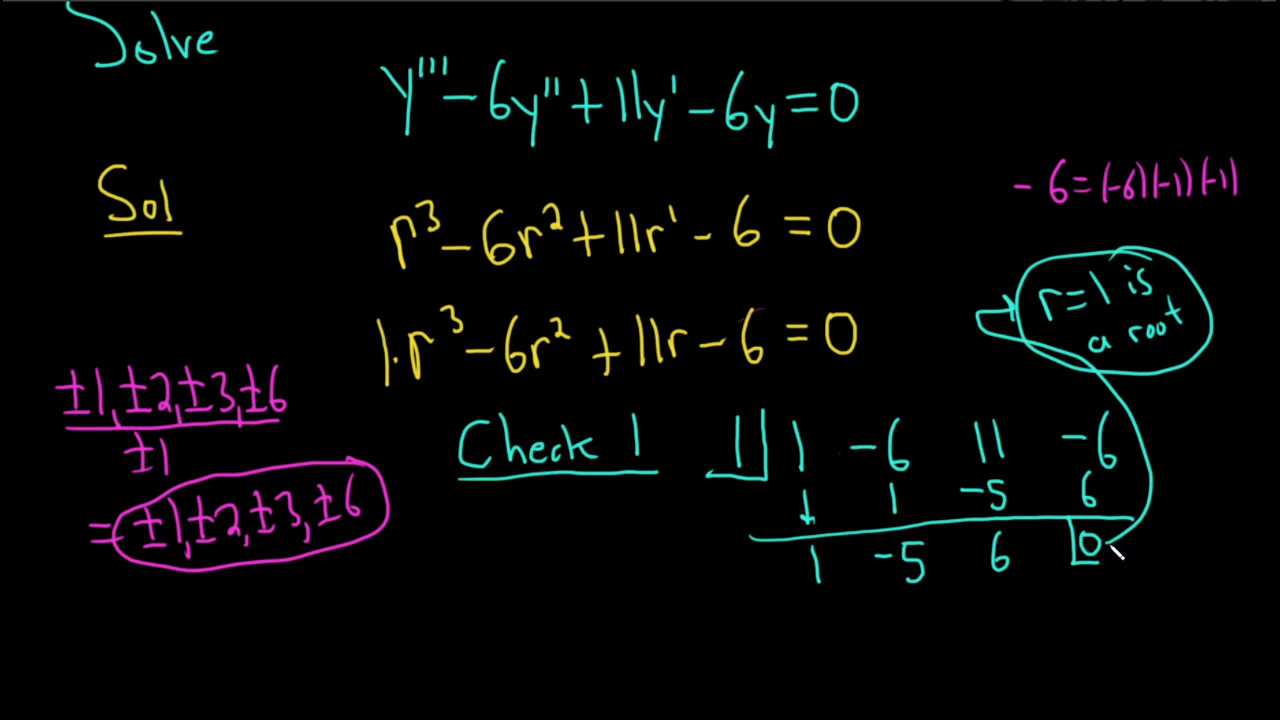 Solve
y''' - 6y'' + 11y' - 6y = 0
Sol
- 6 = (-6)(-1)(-1)
r³ - 6r² + 11r¹ - 6 = 0
r = 1 is
a root
1·r³ - 6r² + 11r - 6 = 0
±1, ±2, ±3, ±6
±1
= ±1, ±2, ±3, ±6
Check 1
1 1 -6 11 -6
↓ 1 -5 6
1 -5 6 0